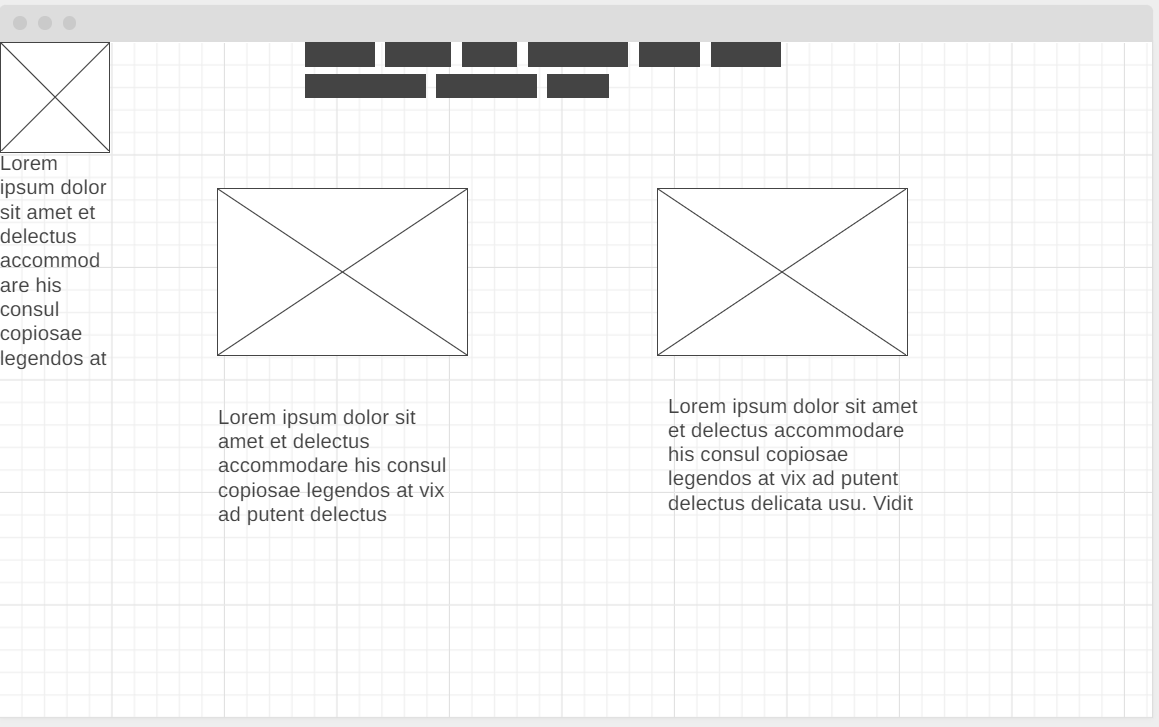 Lorem
ipsum dolor
sit amet et
delectus
accommod
are his
consul
copiosae
legendos at
Lorem ipsum dolor sit
amet et delectus
accommodare his consul
copiosae legendos at vix
ad putent delectus
Lorem ipsum dolor sit amet
et delectus accommodare
his consul copiosae
legendos at vix ad putent
delectus delicata usu. Vidit